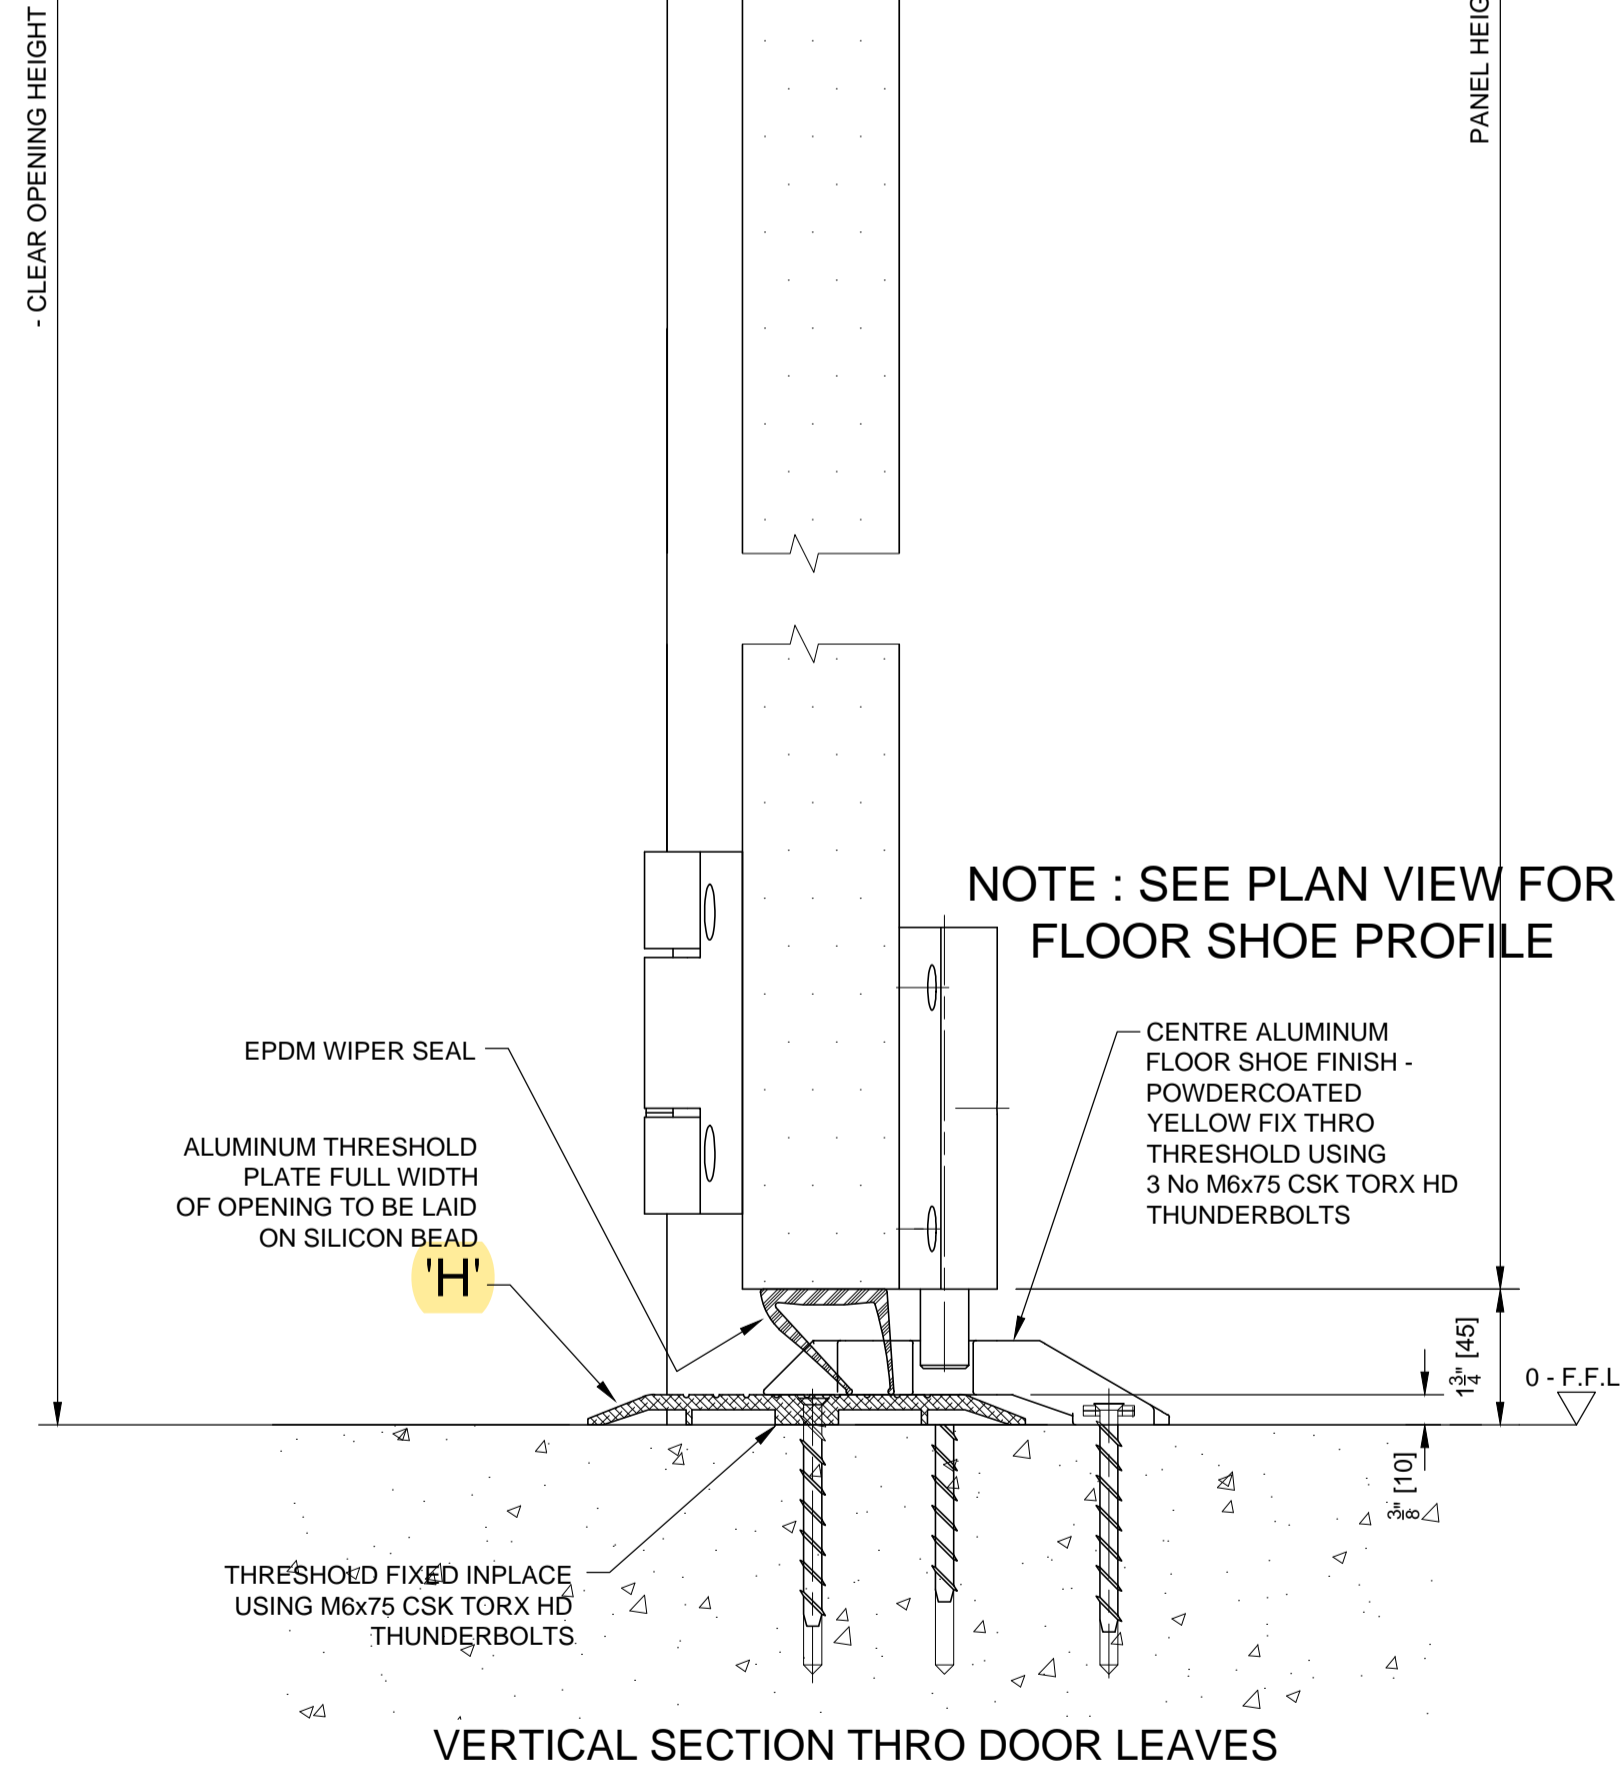 - CLEAR OPENING HEIGHT
NOTE : SEE PLAN VIEW FOR
FLOOR SHOE PROFILE
EPDM WIPER SEAL
ALUMINUM THRESHOLD
PLATE FULL WIDTH
OF OPENING TO BE LAID
ON SILICON BEAD
'H'
CENTRE ALUMINUM
FLOOR SHOE FINISH -
POWDERCOATED
YELLOW FIX THRO
THRESHOLD USING
3 No M6x75 CSK TORX HD
THUNDERBOLTS
1 3/4" [45]
0 - F.F.L
3/8" [10]
THRESHOLD FIXED INPLACE
USING M6x75 CSK TORX HD
THUNDERBOLTS
VERTICAL SECTION THRO DOOR LEAVES
PANEL HEIG